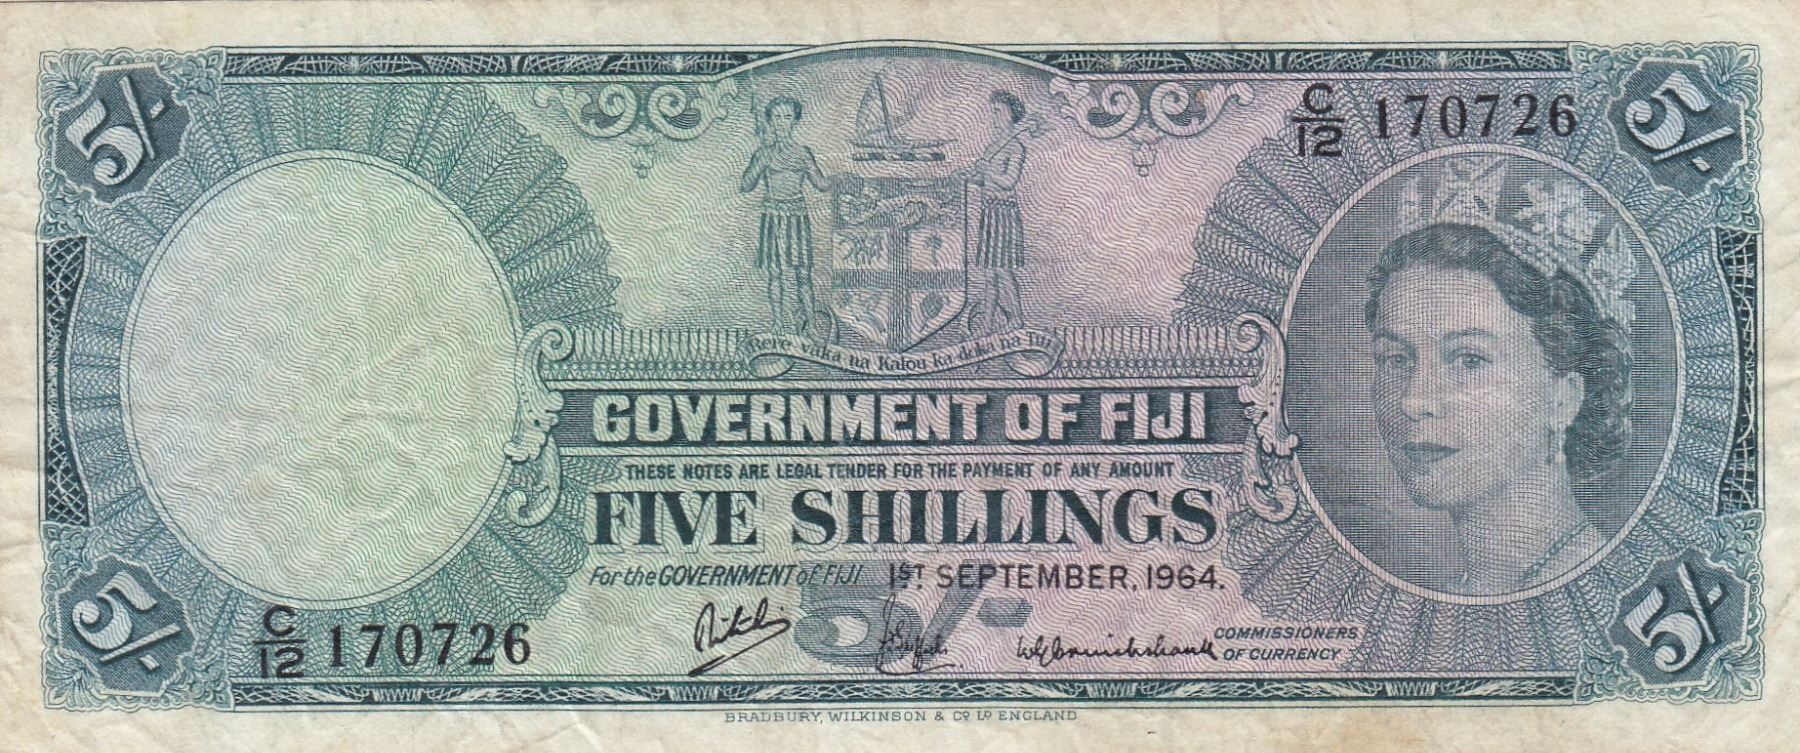 5/-
5/-
C/12 170726
Rere vaka na Kalou ka doka na Tui
GOVERNMENT OF FIJI
THESE NOTES ARE LEGAL TENDER FOR THE PAYMENT OF ANY AMOUNT
FIVE SHILLINGS
For the GOVERNMENT of FIJI 1ST SEPTEMBER, 1964.
5/-
C/12 170726
COMMISSIONERS
OF CURRENCY
5/-
5/-
BRADBURY, WILKINSON & Co Ld ENGLAND